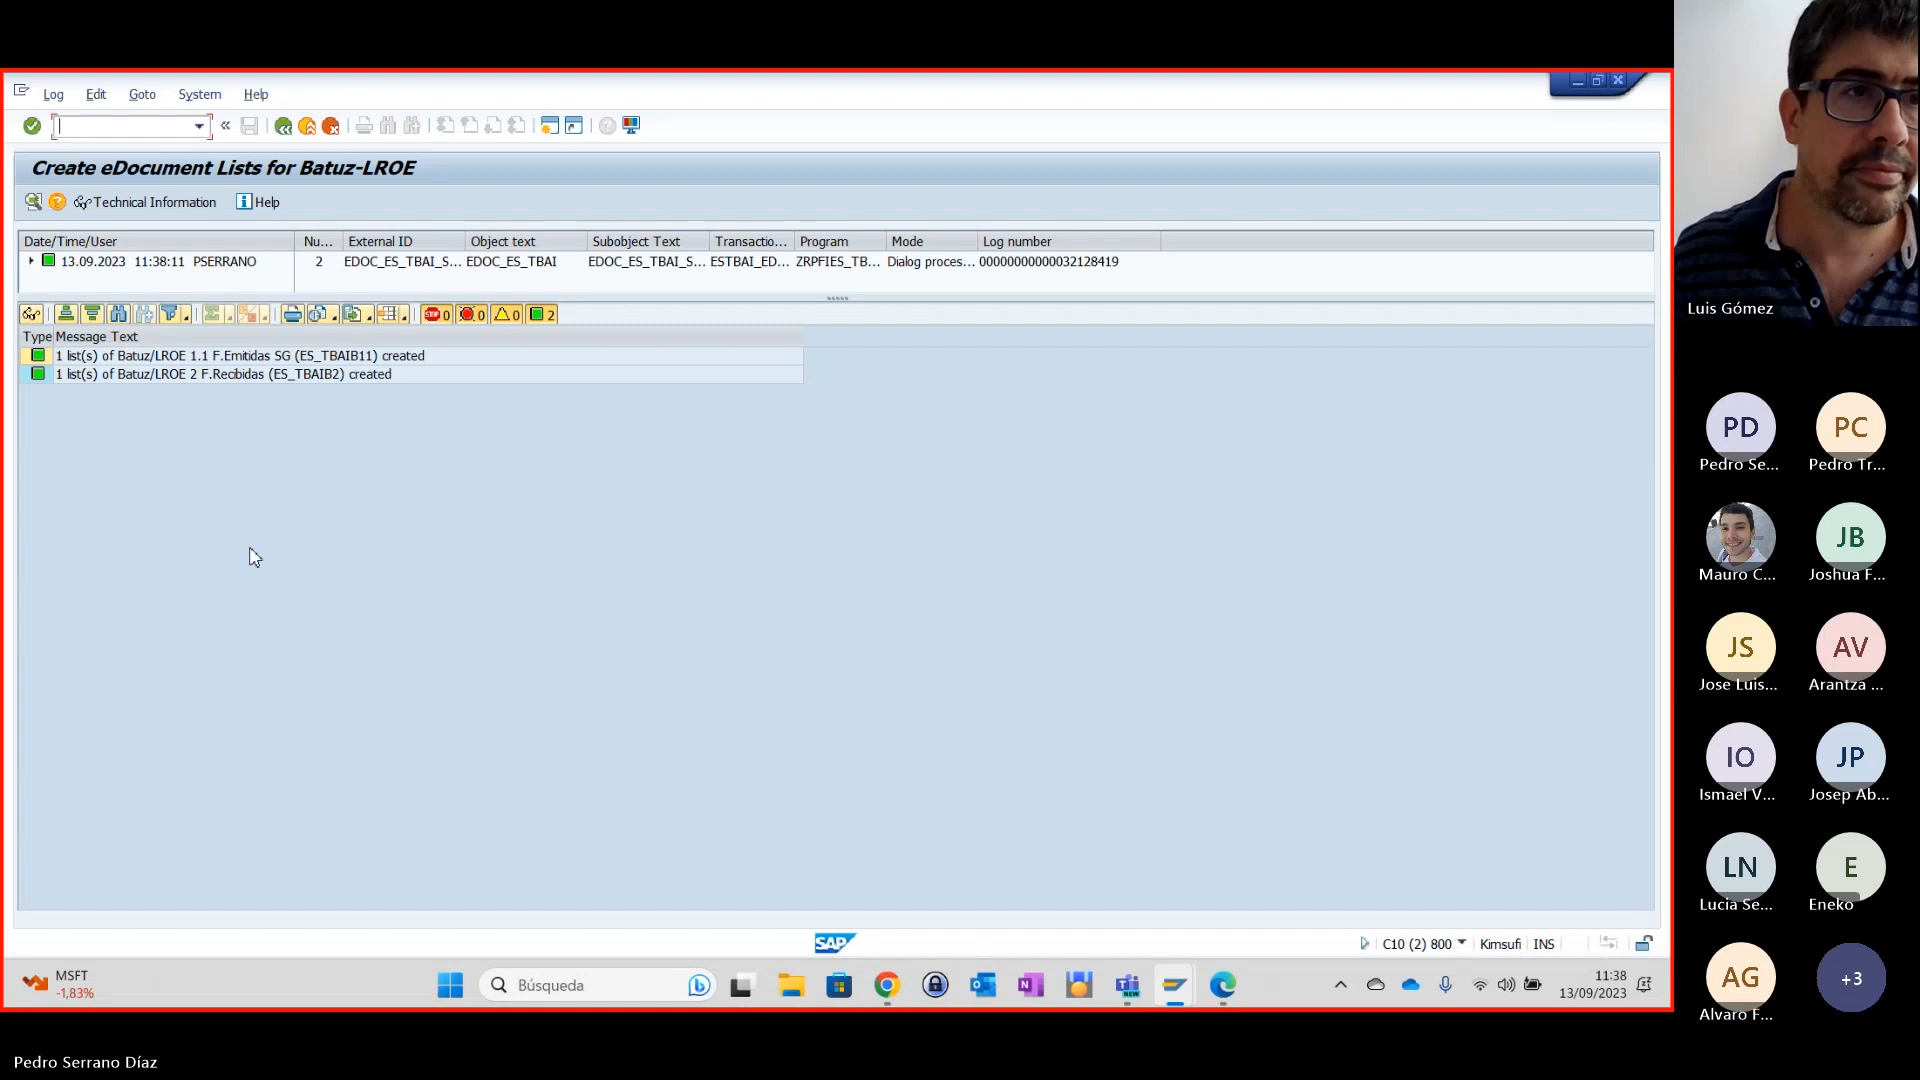 Log Edit Goto System Help
Create eDocument Lists for Batuz-LROE
Technical Information Help
Date/Time/User Nu... External ID Object text Subobject Text Transactio... Program Mode Log number
13.09.2023 11:38:11 PSERRANO 2 EDOC_ES_TBAI_S... EDOC_ES_TBAI EDOC_ES_TBAI_S... ESTBAI_ED... ZRPFIES_TB... Dialog proces... 00000000000032128419
STOP 0 0 0 2
Type Message Text
1 list(s) of Batuz/LROE 1.1 F.Emitidas SG (ES_TBAIB11) created
1 list(s) of Batuz/LROE 2 F.Recibidas (ES_TBAIB2) created
SAP
C10 (2) 800 Kimsufi INS
MSFT
-1,83%
Búsqueda
NEW
11:38
13/09/2023
Pedro Serrano Díaz
Luis Gómez
PD PC
Pedro Se... Pedro Tr...
JB
Mauro C... Joshua F...
JS AV
Jose Luis... Arantza ...
IO JP
Ismael V... Josep Ab...
LN E
Lucia Se... Eneko
AG +3
Alvaro F...